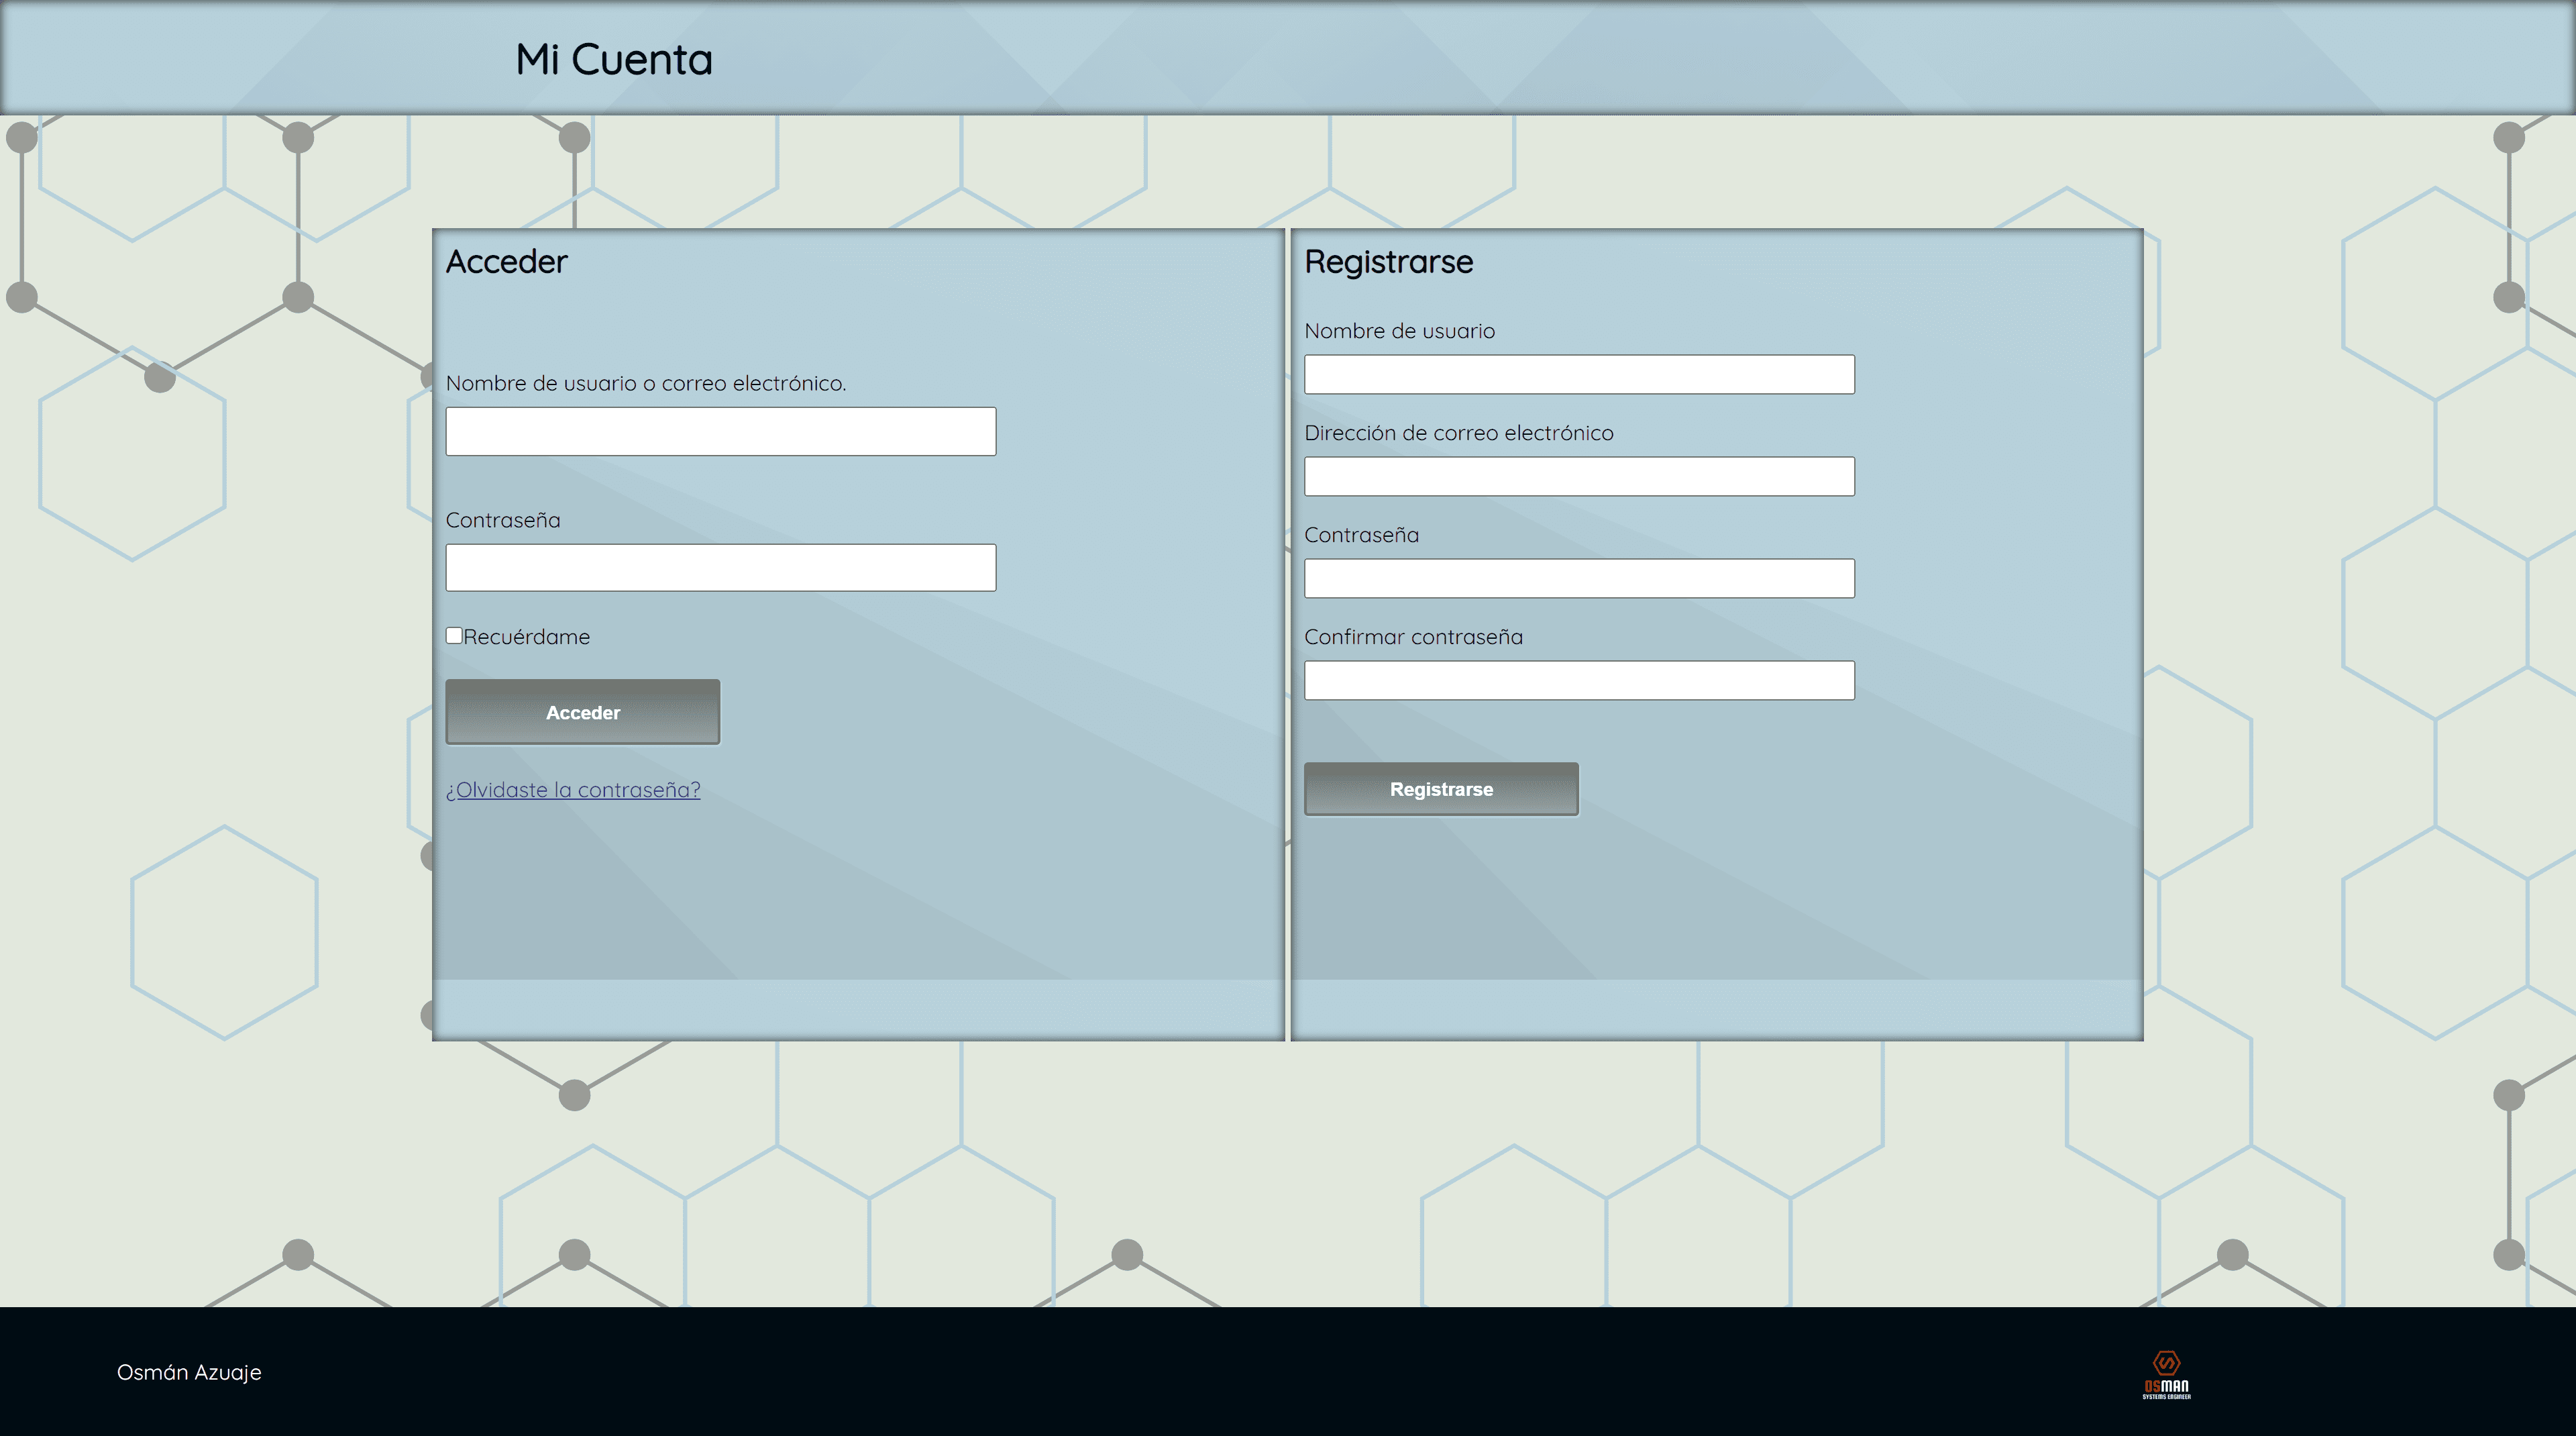 Mi Cuenta
Acceder
Nombre de usuario o correo electrónico.
Contraseña
Recuérdame
Acceder
¿Olvidaste la contraseña?
Registrarse
Nombre de usuario
Dirección de correo electrónico
Contraseña
Confirmar contraseña
Registrarse
Osmán Azuaje
OSMAN
SYSTEMS ENGINEER